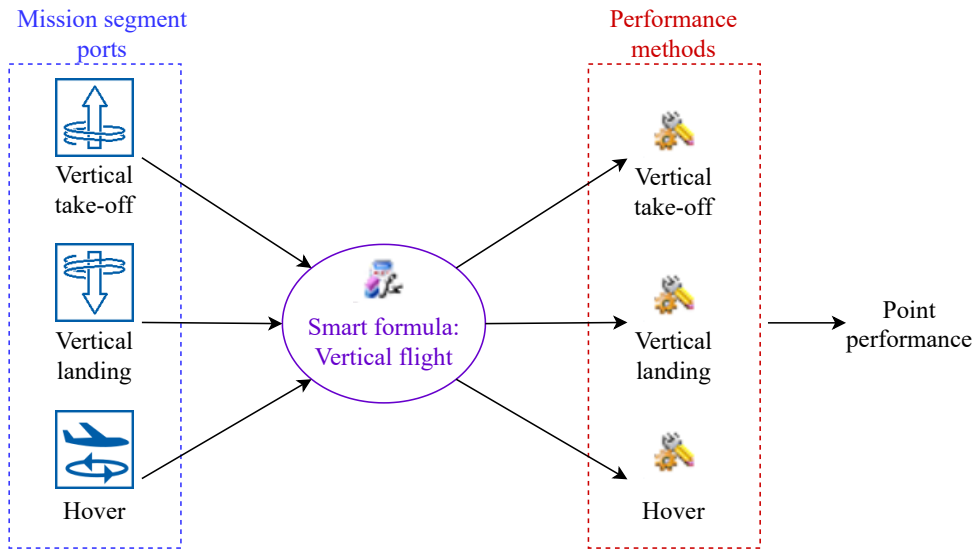 Mission segment
ports
Performance
methods
Vertical
take-off
Vertical
landing
Hover
Smart formula:
Vertical flight
Vertical
take-off
Vertical
landing
Hover
Point
performance